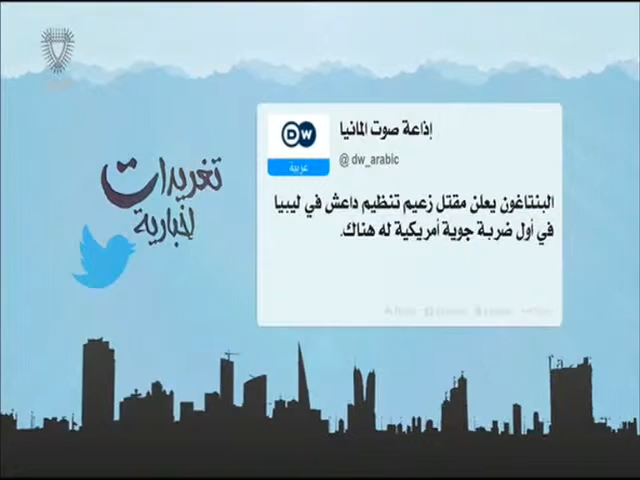 تغريدات
إخبارية
DW
عربية
إذاعة صوت المانيا
@dw_arabic
البنتاغون يعلن مقتل زعيم تنظيم داعش في ليبيا
في أول ضربة جوية أمريكية له هناك.